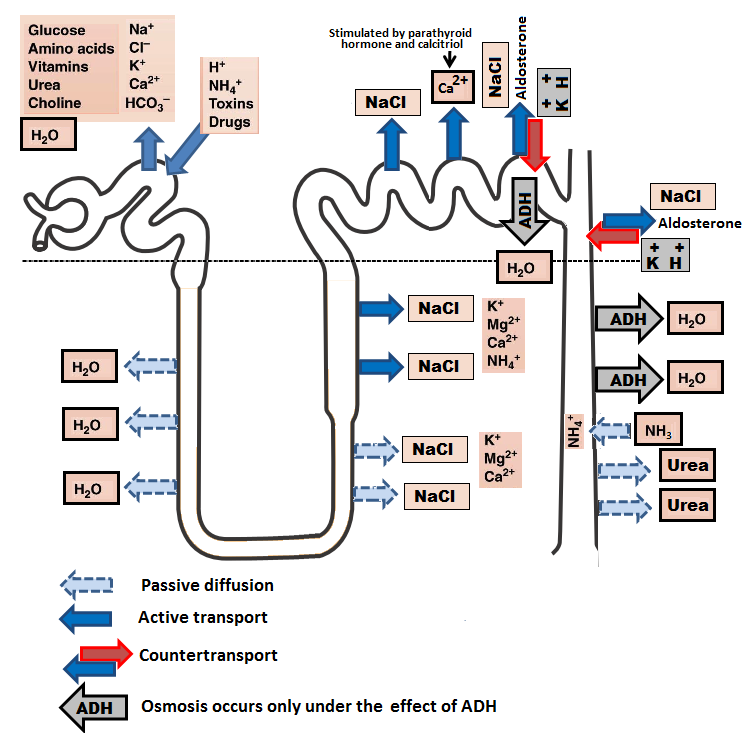 Glucose Na⁺
Amino acids Cl⁻
Vitamins K⁺
Urea Ca²⁺
Choline HCO₃⁻
H₂O
H⁺
NH₄⁺
Toxins
Drugs
Stimulated by parathyroid
hormone and calcitriol
NaCl
Ca²⁺
NaCl
Aldosterone
+ +
K H
ADH
H₂O
NaCl
Aldosterone
+ +
K H
NaCl
NaCl
K⁺
Mg²⁺
Ca²⁺
NH₄⁺
ADH
H₂O
ADH
H₂O
H₂O
H₂O
H₂O
NaCl
NaCl
K⁺
Mg²⁺
Ca²⁺
NH₄⁺
NH₃
Urea
Urea
Passive diffusion
Active transport
Countertransport
ADH
Osmosis occurs only under the effect of ADH